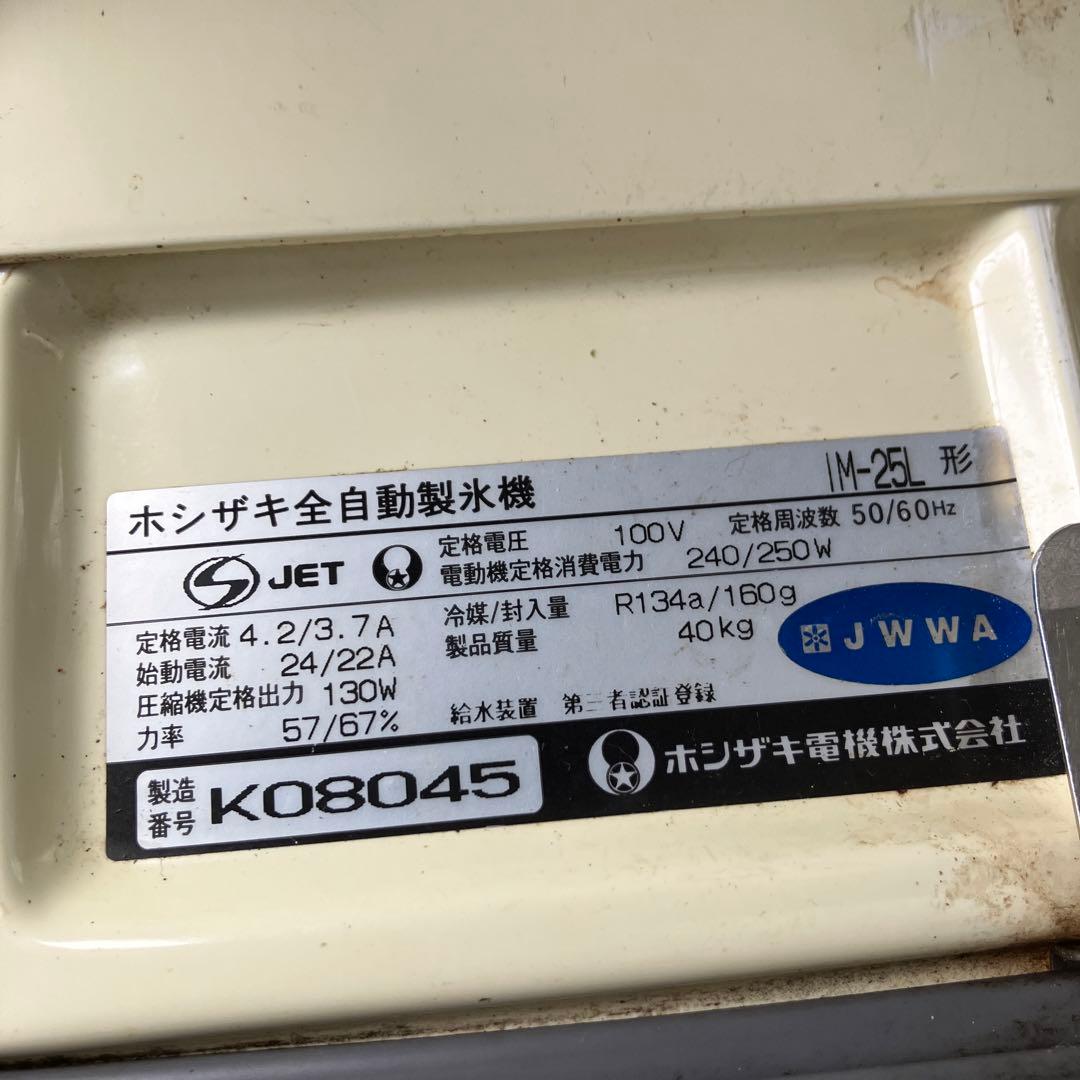 ホシザキ全自動製氷機 IM-25L 形
JET 定格電圧 100V 定格周波数 50/60Hz
電動機定格消費電力 240/250W
定格電流 4.2/3.7A 冷媒/封入量 R134a/160g
始動電流 24/22A 製品質量 40kg
JWWA
圧縮機定格出力 130W
力率 57/67% 給水装置 第三者認証登録
製造番号 K08045 ホシザキ電機株式会社